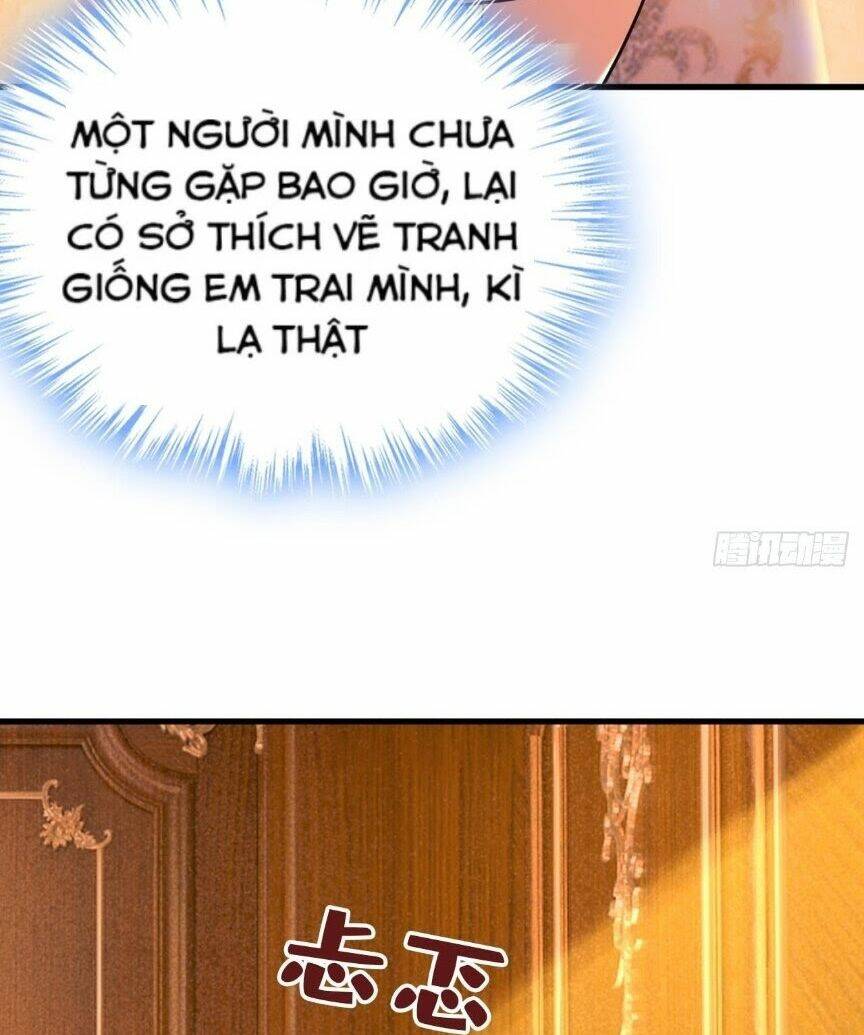 MỘT NGƯỜI MÌNH CHƯA
TỪNG GẶP BAO GIỜ, LẠI
CÓ SỞ THÍCH VẼ TRANH
GIỐNG EM TRAI MÌNH, KÌ
LẠ THẬT
腾讯动漫
忐忑